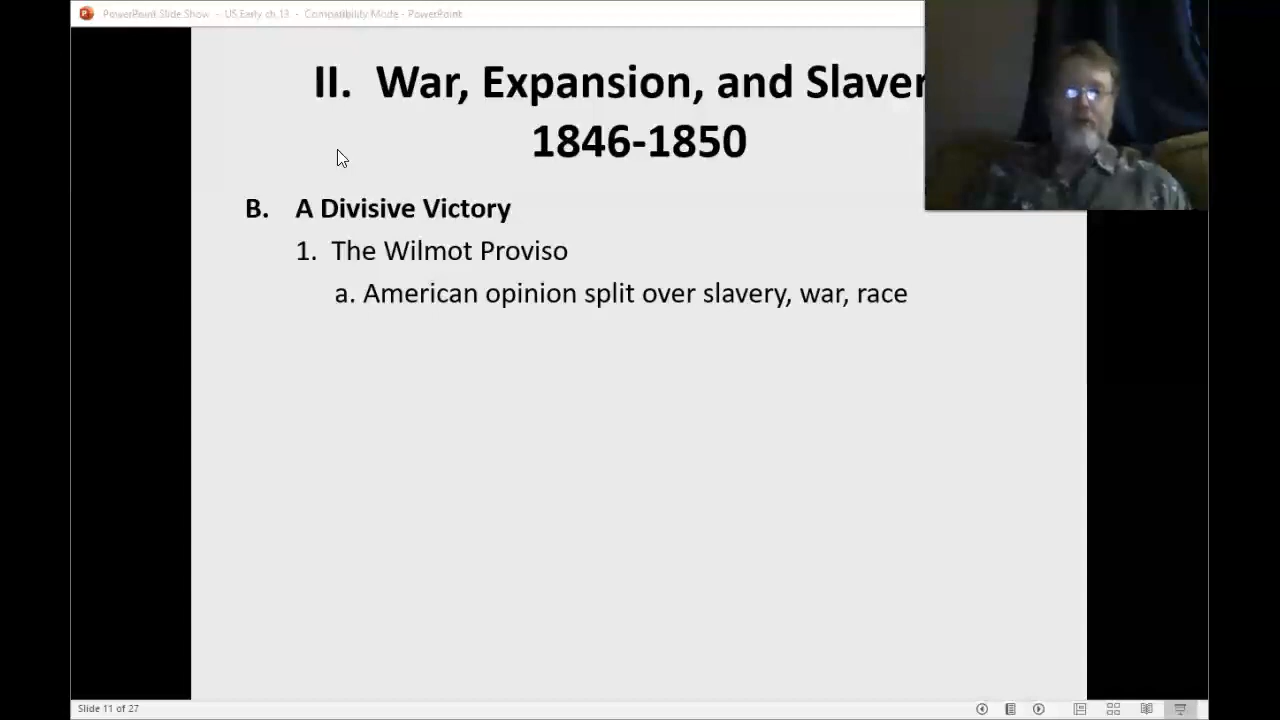 PowerPoint Slide Show - US Early ch 13 - Compatibility Mode - PowerPoint
II. War, Expansion, and Slaver
1846-1850
B. A Divisive Victory
1. The Wilmot Proviso
a. American opinion split over slavery, war, race
Slide 11 of 27